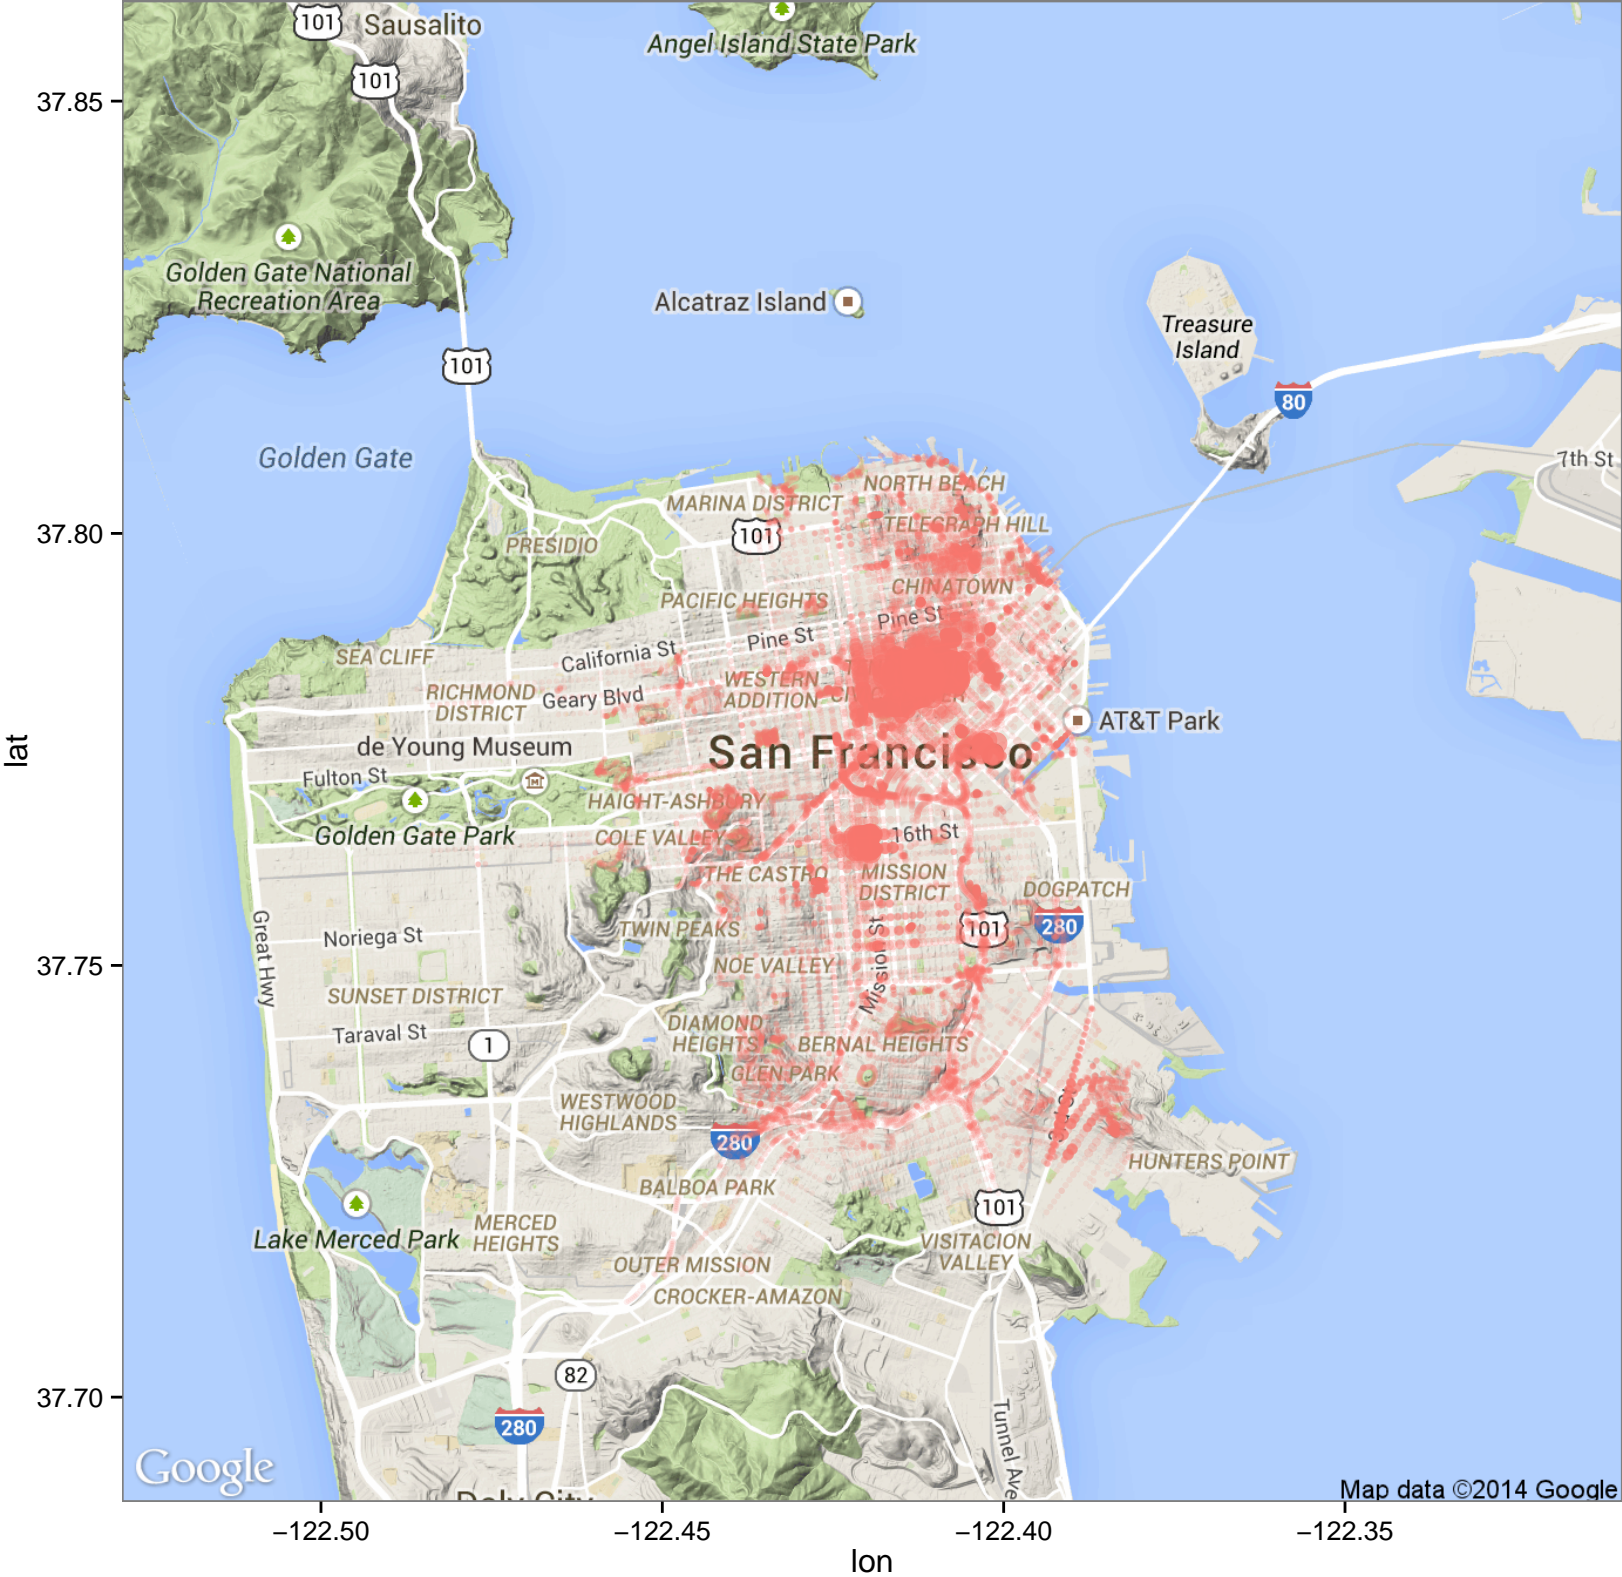 101
Sausalito
Angel Island State Park
101
37.85
Golden Gate National
Recreation Area
Alcatraz Island
Treasure
Island
101
80
Golden Gate
7th St
NORTH BEACH
MARINA DISTRICT
TELEGRAPH HILL
37.80
101
PRESIDIO
CHINATOWN
PACIFIC HEIGHTS
Pine St
Pine St
California St
SEA CLIFF
WESTERN
ADDITION
RICHMOND
DISTRICT
Geary Blvd
AT&T Park
de Young Museum
San Francisco
lat
Fulton St
HAIGHT-ASHBURY
Golden Gate Park
COLE VALLEY
16th St
THE CASTRO
MISSION
DISTRICT
DOGPATCH
Great Hwy
Noriega St
TWIN PEAKS
101
280
Mission St
37.75
NOE VALLEY
SUNSET DISTRICT
Taraval St
1
DIAMOND
HEIGHTS
BERNAL HEIGHTS
GLEN PARK
WESTWOOD
HIGHLANDS
280
HUNTERS POINT
BALBOA PARK
101
Lake Merced Park
MERCED
HEIGHTS
VISITACION
VALLEY
OUTER MISSION
CROCKER-AMAZON
82
37.70
280
Tunnel Ave
Google
Daly City
Map data ©2014 Google
−122.50
−122.45
−122.40
−122.35
lon